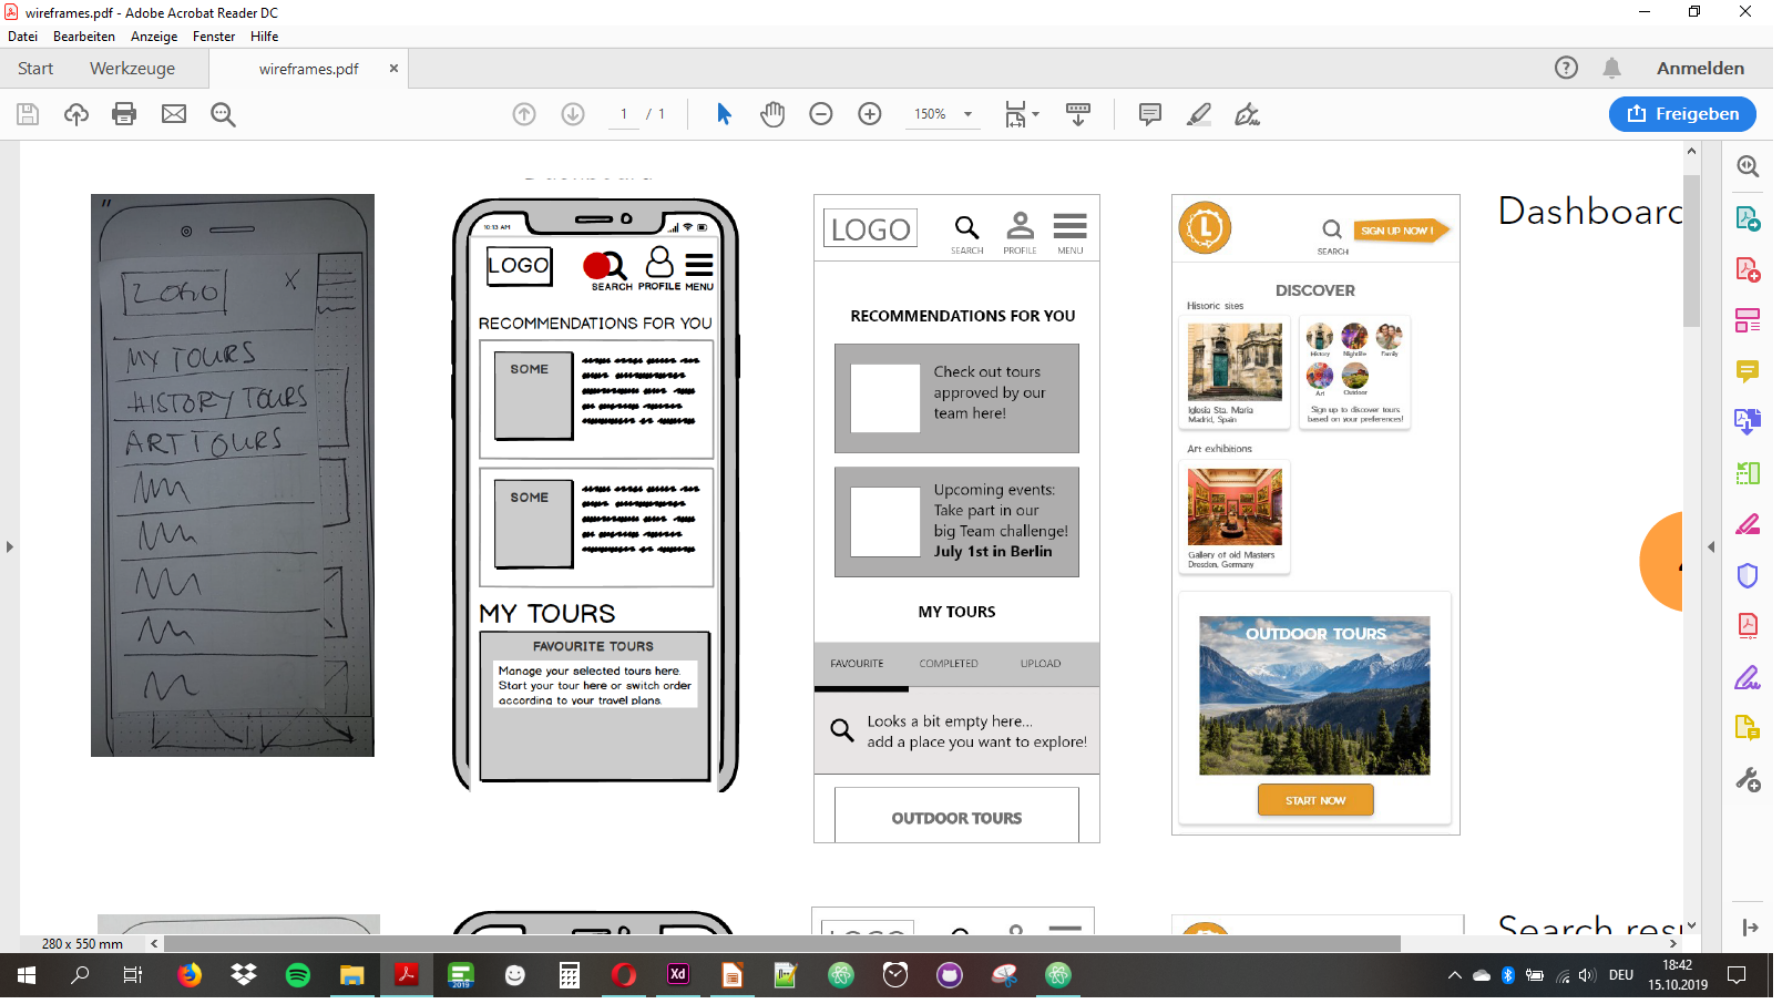 wireframes.pdf - Adobe Acrobat Reader DC
Datei Bearbeiten Anzeige Fenster Hilfe
Start Werkzeuge wireframes.pdf Anmelden
1 / 1 150% Freigeben
LOGO X
MY TOURS
HISTORY TOURS
ART TOURS
10:13 AM
LOGO
SEARCH PROFILE MENU
RECOMMENDATIONS FOR YOU
SOME
SOME
MY TOURS
FAVOURITE TOURS
Manage your selected tours here.
Start your tour here or switch order
according to your travel plans.
LOGO
SEARCH PROFILE MENU
RECOMMENDATIONS FOR YOU
Check out tours
approved by our
team here!
Upcoming events:
Take part in our
big Team challenge!
July 1st in Berlin
MY TOURS
FAVOURITE COMPLETED UPLOAD
Looks a bit empty here...
add a place you want to explore!
OUTDOOR TOURS
L
SEARCH
SIGN UP NOW !
DISCOVER
Historic sites
Iglesia Sta. Maria
Madrid, Spain
History Nightlife Family
Art Outdoor
Sign up to discover tours
based on your preferences!
Art exhibitions
Gallery of old Masters
Dresden, Germany
OUTDOOR TOURS
START NOW
Dashboard
LOGO
Search resu
280 x 550 mm
2019
Xd
DEU
18:42
15.10.2019